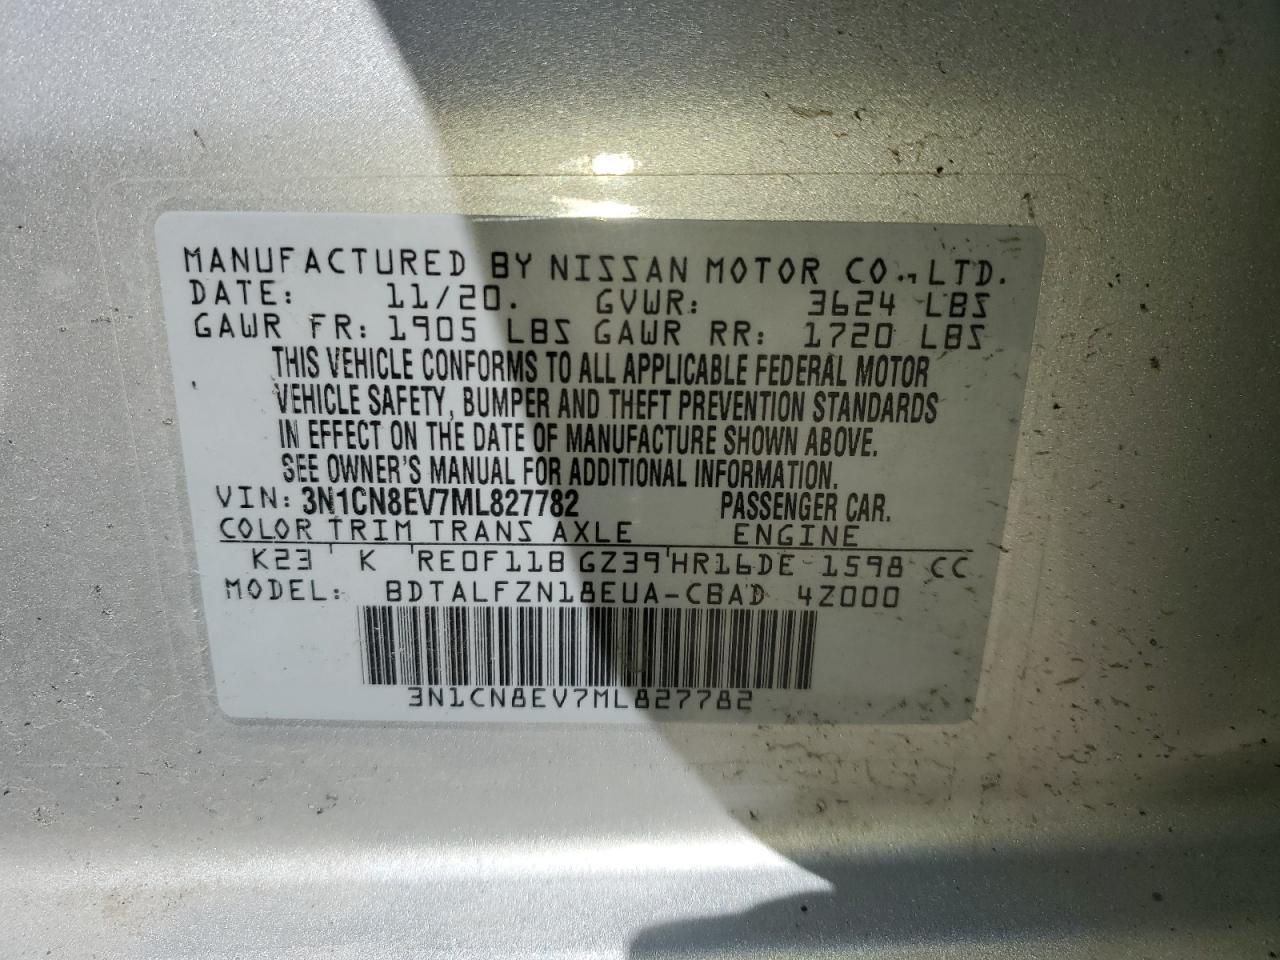 MANUFACTURED BY NISSAN MOTOR CO., LTD.
DATE: 11/20. GVWR: 3624 LBS
GAWR FR: 1905 LBS GAWR RR: 1720 LBS
THIS VEHICLE CONFORMS TO ALL APPLICABLE FEDERAL MOTOR
VEHICLE SAFETY, BUMPER AND THEFT PREVENTION STANDARDS
IN EFFECT ON THE DATE OF MANUFACTURE SHOWN ABOVE.
SEE OWNER'S MANUAL FOR ADDITIONAL INFORMATION.
VIN: 3N1CN8EV7ML827782 PASSENGER CAR.
COLOR TRIM TRANS AXLE ENGINE
K23 K RE0F11B GZ39 HR16DE 1598 CC
MODEL: BDTALFZN18EUA-CBAD 4Z000
3N1CN8EV7ML827782